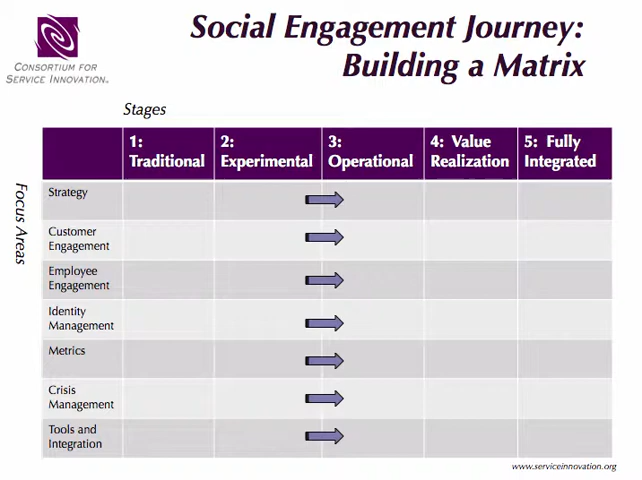 Social Engagement Journey:
Building a Matrix
CONSORTIUM FOR
SERVICE INNOVATION.
Stages
Focus Areas
1:
Traditional
2:
Experimental
3:
Operational
4: Value
Realization
5: Fully
Integrated
Strategy
Customer
Engagement
Employee
Engagement
Identity
Management
Metrics
Crisis
Management
Tools and
Integration
www.serviceinnovation.org